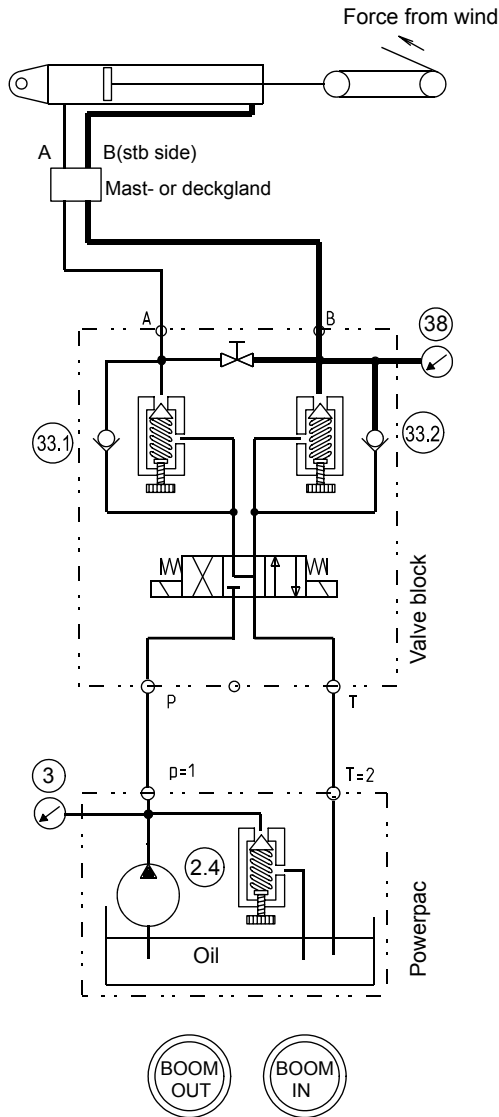 Force from wind
A
B(stb side)
Mast- or deckgland
A
B
38
33.1
33.2
Valve block
P
T
p=1
T=2
3
2.4
Oil
Powerpac
BOOM
OUT
BOOM
IN